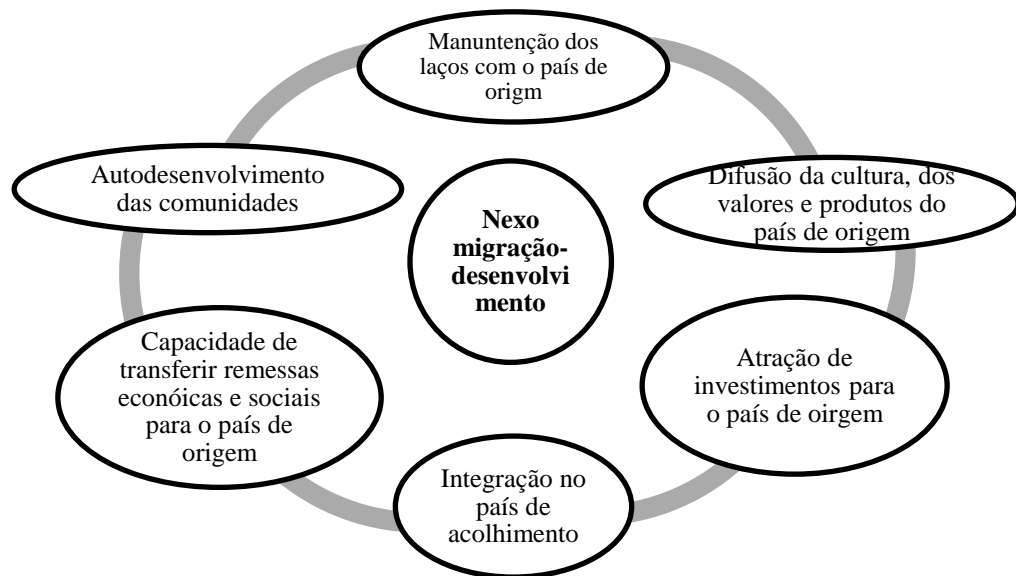 Manuntenção dos
laços com o país de
origm
Autodesenvolvimento
das comunidades
Difusão da cultura, dos
valores e produtos do
país de origem
Nexo
migração-
desenvolvi
mento
Capacidade de
transferir remessas
econóicas e sociais
para o país de
origem
Atração de
investimentos para
o país de oirgem
Integração no
país de
acolhimento